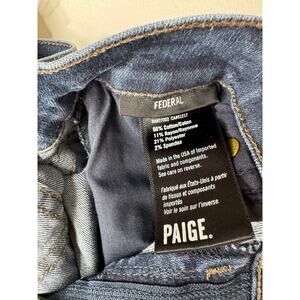 FEDERAL
66% Cotton/Coton
11% Rayon/Rayonne
21% Polyester
2% Spandex
Made in the USA of imported
fabric and components.
See care on reverse.
Fabriqué aux États-Unis à partir
de tissus et composants
importés
Voir le soin sur l'inverse.
PAIGE.